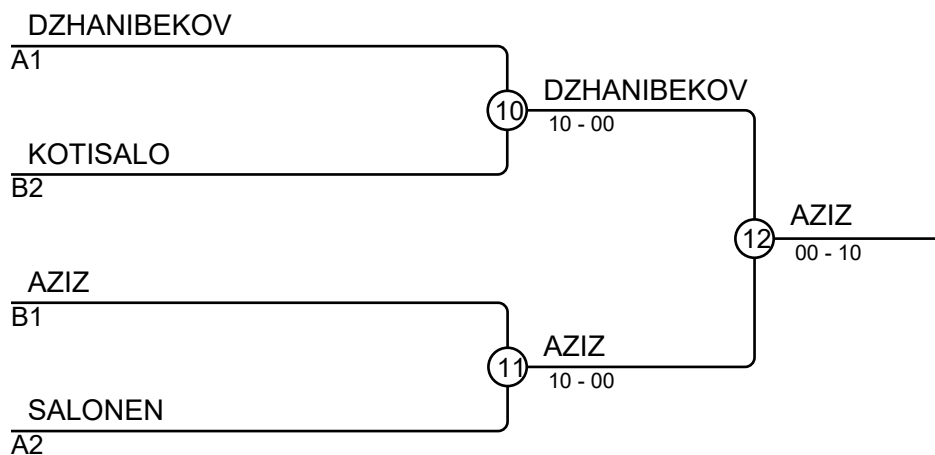 DZHANIBEKOV
A1
10
DZHANIBEKOV
10 - 00
KOTISALO
B2
12
AZIZ
00 - 10
AZIZ
B1
11
AZIZ
10 - 00
SALONEN
A2